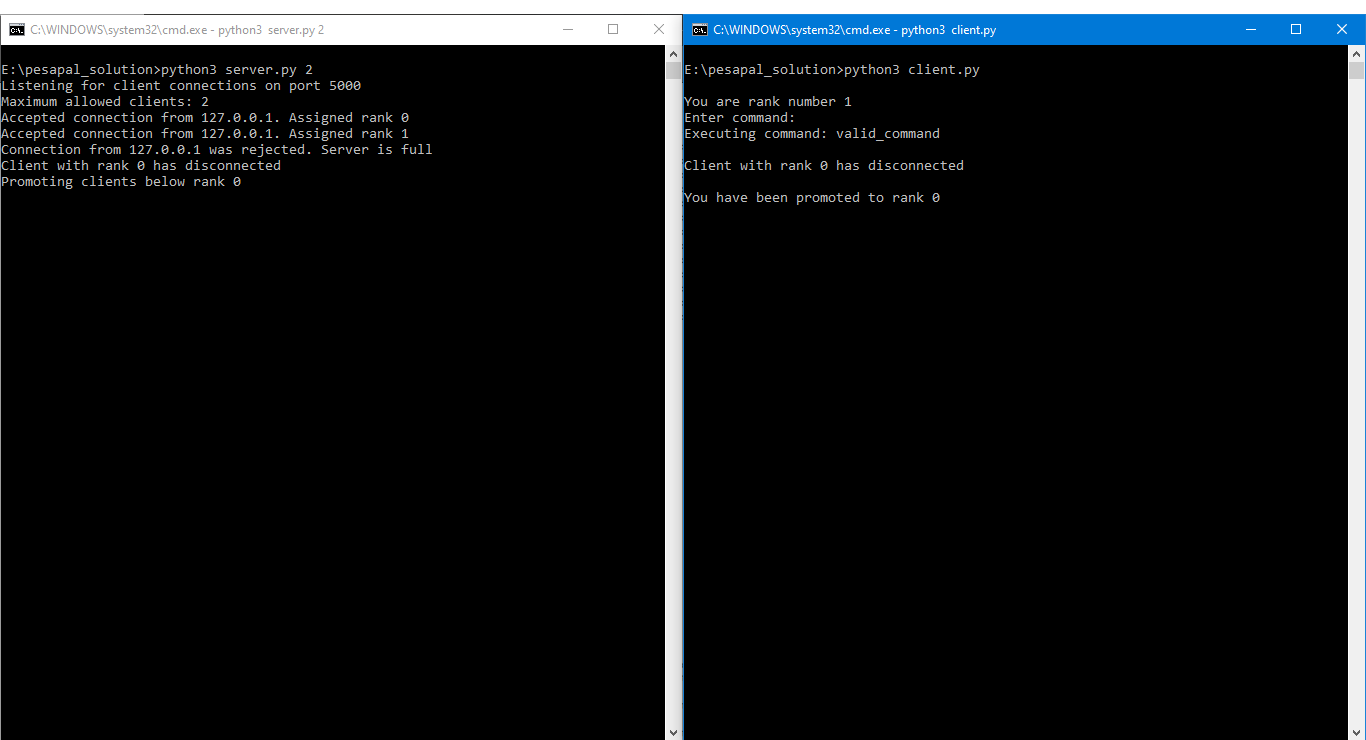 C:\WINDOWS\system32\cmd.exe - python3 server.py 2
E:\pesapal_solution>python3 server.py 2
Listening for client connections on port 5000
Maximum allowed clients: 2
Accepted connection from 127.0.0.1. Assigned rank 0
Accepted connection from 127.0.0.1. Assigned rank 1
Connection from 127.0.0.1 was rejected. Server is full
Client with rank 0 has disconnected
Promoting clients below rank 0
C:\WINDOWS\system32\cmd.exe - python3 client.py
E:\pesapal_solution>python3 client.py
You are rank number 1
Enter command:
Executing command: valid_command
Client with rank 0 has disconnected
You have been promoted to rank 0